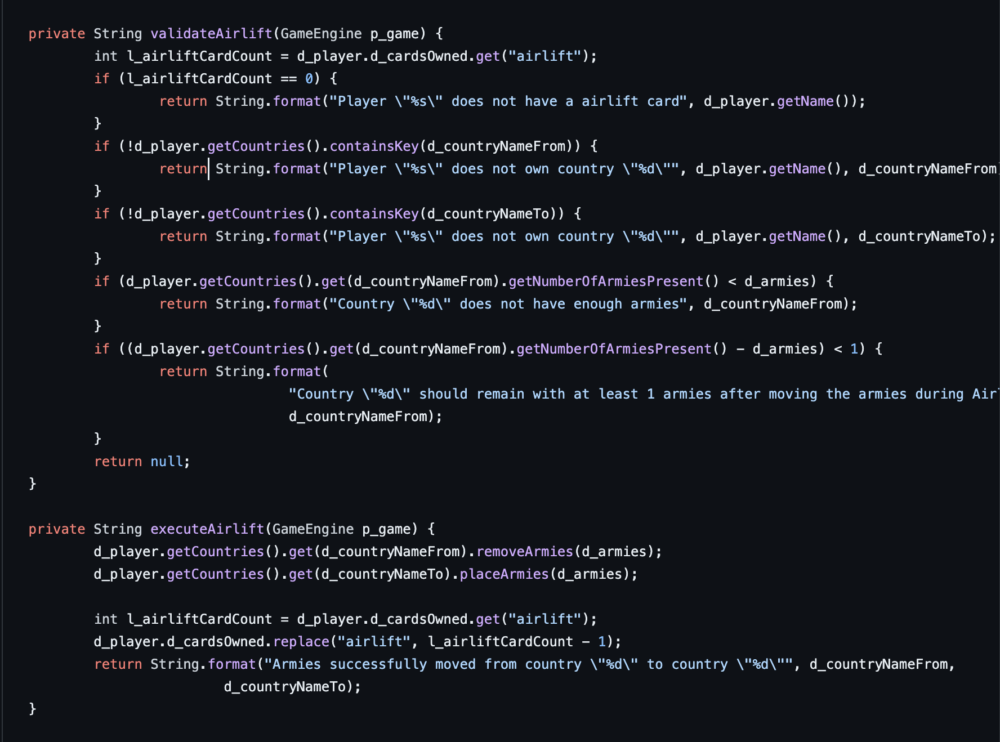 private String validateAirlift(GameEngine p_game) {
int l_airliftCardCount = d_player.d_cardsOwned.get("airlift");
if (l_airliftCardCount == 0) {
return String.format("Player \"%s\" does not have a airlift card", d_player.getName());
}
if (!d_player.getCountries().containsKey(d_countryNameFrom)) {
return String.format("Player \"%s\" does not own country \"%d\"", d_player.getName(), d_countryNameFrom)
}
if (!d_player.getCountries().containsKey(d_countryNameTo)) {
return String.format("Player \"%s\" does not own country \"%d\"", d_player.getName(), d_countryNameTo);
}
if (d_player.getCountries().get(d_countryNameFrom).getNumberOfArmiesPresent() < d_armies) {
return String.format("Country \"%d\" does not have enough armies", d_countryNameFrom);
}
if ((d_player.getCountries().get(d_countryNameFrom).getNumberOfArmiesPresent() - d_armies) < 1) {
return String.format(
"Country \"%d\" should remain with at least 1 armies after moving the armies during Air
d_countryNameFrom);
}
return null;
}
private String executeAirlift(GameEngine p_game) {
d_player.getCountries().get(d_countryNameFrom).removeArmies(d_armies);
d_player.getCountries().get(d_countryNameTo).placeArmies(d_armies);
int l_airliftCardCount = d_player.d_cardsOwned.get("airlift");
d_player.d_cardsOwned.replace("airlift", l_airliftCardCount - 1);
return String.format("Armies successfully moved from country \"%d\" to country \"%d\"", d_countryNameFrom,
d_countryNameTo);
}